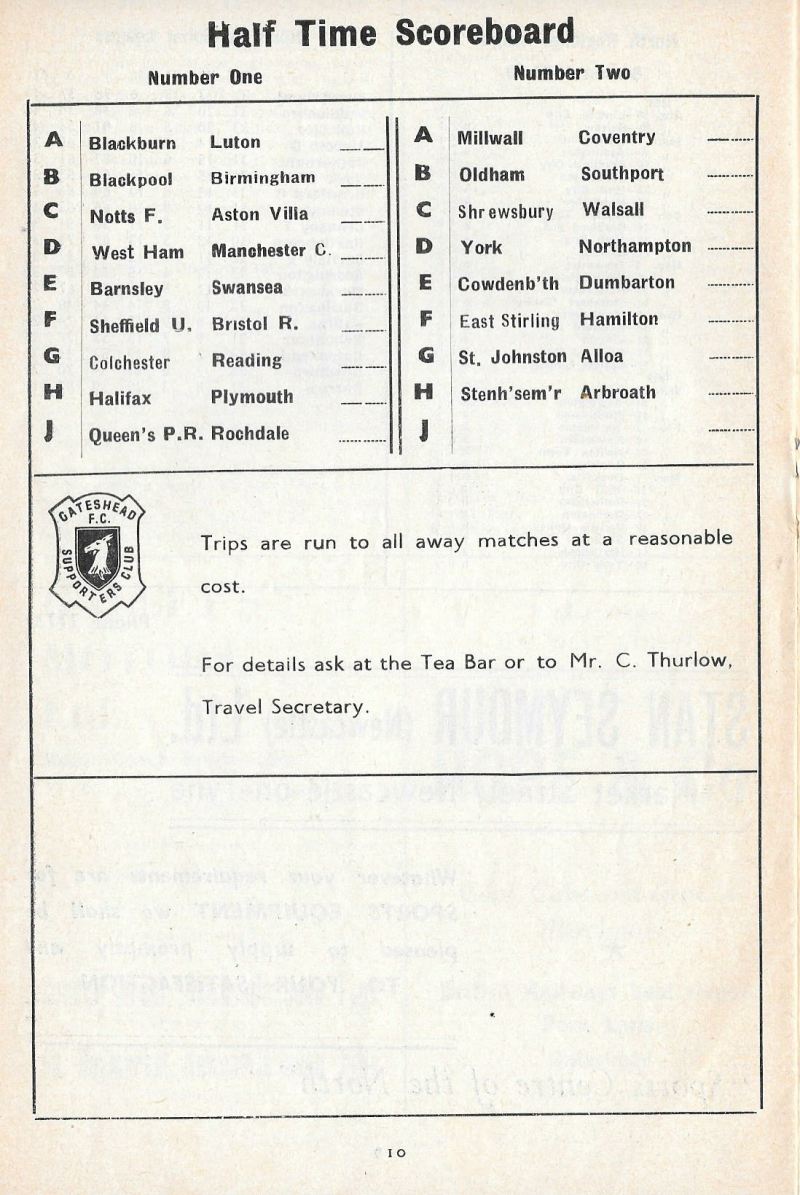 Half Time Scoreboard
Number One
A Blackburn Luton
B Blackpool Birmingham
C Notts F. Aston Villa
D West Ham Manchester C.
E Barnsley Swansea
F Sheffield U. Bristol R.
G Colchester Reading
H Halifax Plymouth
J Queen's P.R. Rochdale
Number Two
A Millwall Coventry
B Oldham Southport
C Shrewsbury Walsall
D York Northampton
E Cowdenb'th Dumbarton
F East Stirling Hamilton
G St. Johnston Alloa
H Stenh'sem'r Arbroath
J
GATESHEAD
F.C.
SUPPORTERS CLUB
Trips are run to all away matches at a reasonable
cost.
For details ask at the Tea Bar or to Mr. C. Thurlow,
Travel Secretary.
10